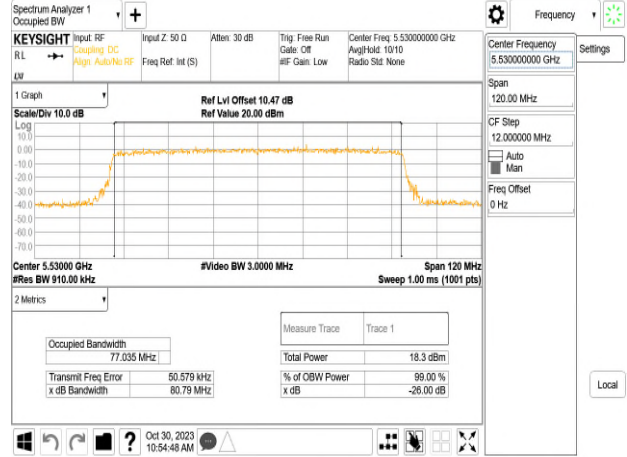 Spectrum Analyzer 1
Occupied BW
+
Frequency
KEYSIGHT
RL
Input: RF
Coupling: DC
Align: Auto/No RF
Input Z: 50 Ω
Freq Ref: Int (S)
Atten: 30 dB
Trig: Free Run
Gate: Off
#IF Gain: Low
Center Freq: 5.530000000 GHz
Avg|Hold: 10/10
Radio Std: None
Center Frequency
5.530000000 GHz
Settings
Span
120.00 MHz
CF Step
12.000000 MHz
Auto
Man
Freq Offset
0 Hz
Local
1 Graph
Scale/Div 10.0 dB
Ref Lvl Offset 10.47 dB
Ref Value 20.00 dBm
Log
10.0
0.00
-10.0
-20.0
-30.0
-40.0
-50.0
-60.0
-70.0
Center 5.53000 GHz
#Res BW 910.00 kHz
#Video BW 3.0000 MHz
Span 120 MHz
Sweep 1.00 ms (1001 pts)
2 Metrics
Measure Trace
Trace 1
Occupied Bandwidth
77.035 MHz
Total Power
18.3 dBm
Transmit Freq Error
50.579 kHz
% of OBW Power
99.00 %
x dB Bandwidth
80.79 MHz
x dB
-26.00 dB
?
Oct 30, 2023
10:54:48 AM